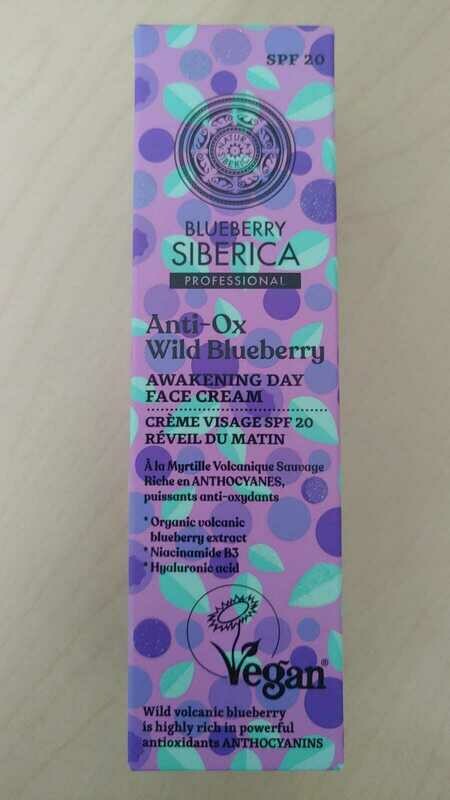 SPF 20
NATURA
SIBERICA
BLUEBERRY
SIBERICA
PROFESSIONAL
Anti-Ox
Wild Blueberry
AWAKENING DAY
FACE CREAM
CRÈME VISAGE SPF 20
RÉVEIL DU MATIN
À la Myrtille Volcanique Sauvage
Riche en ANTHOCYANES,
puissants anti-oxydants
* Organic volcanic
blueberry extract
* Niacinamide B3
* Hyaluronic acid
Vegan®
Wild volcanic blueberry
is highly rich in powerful
antioxidants ANTHOCYANINS